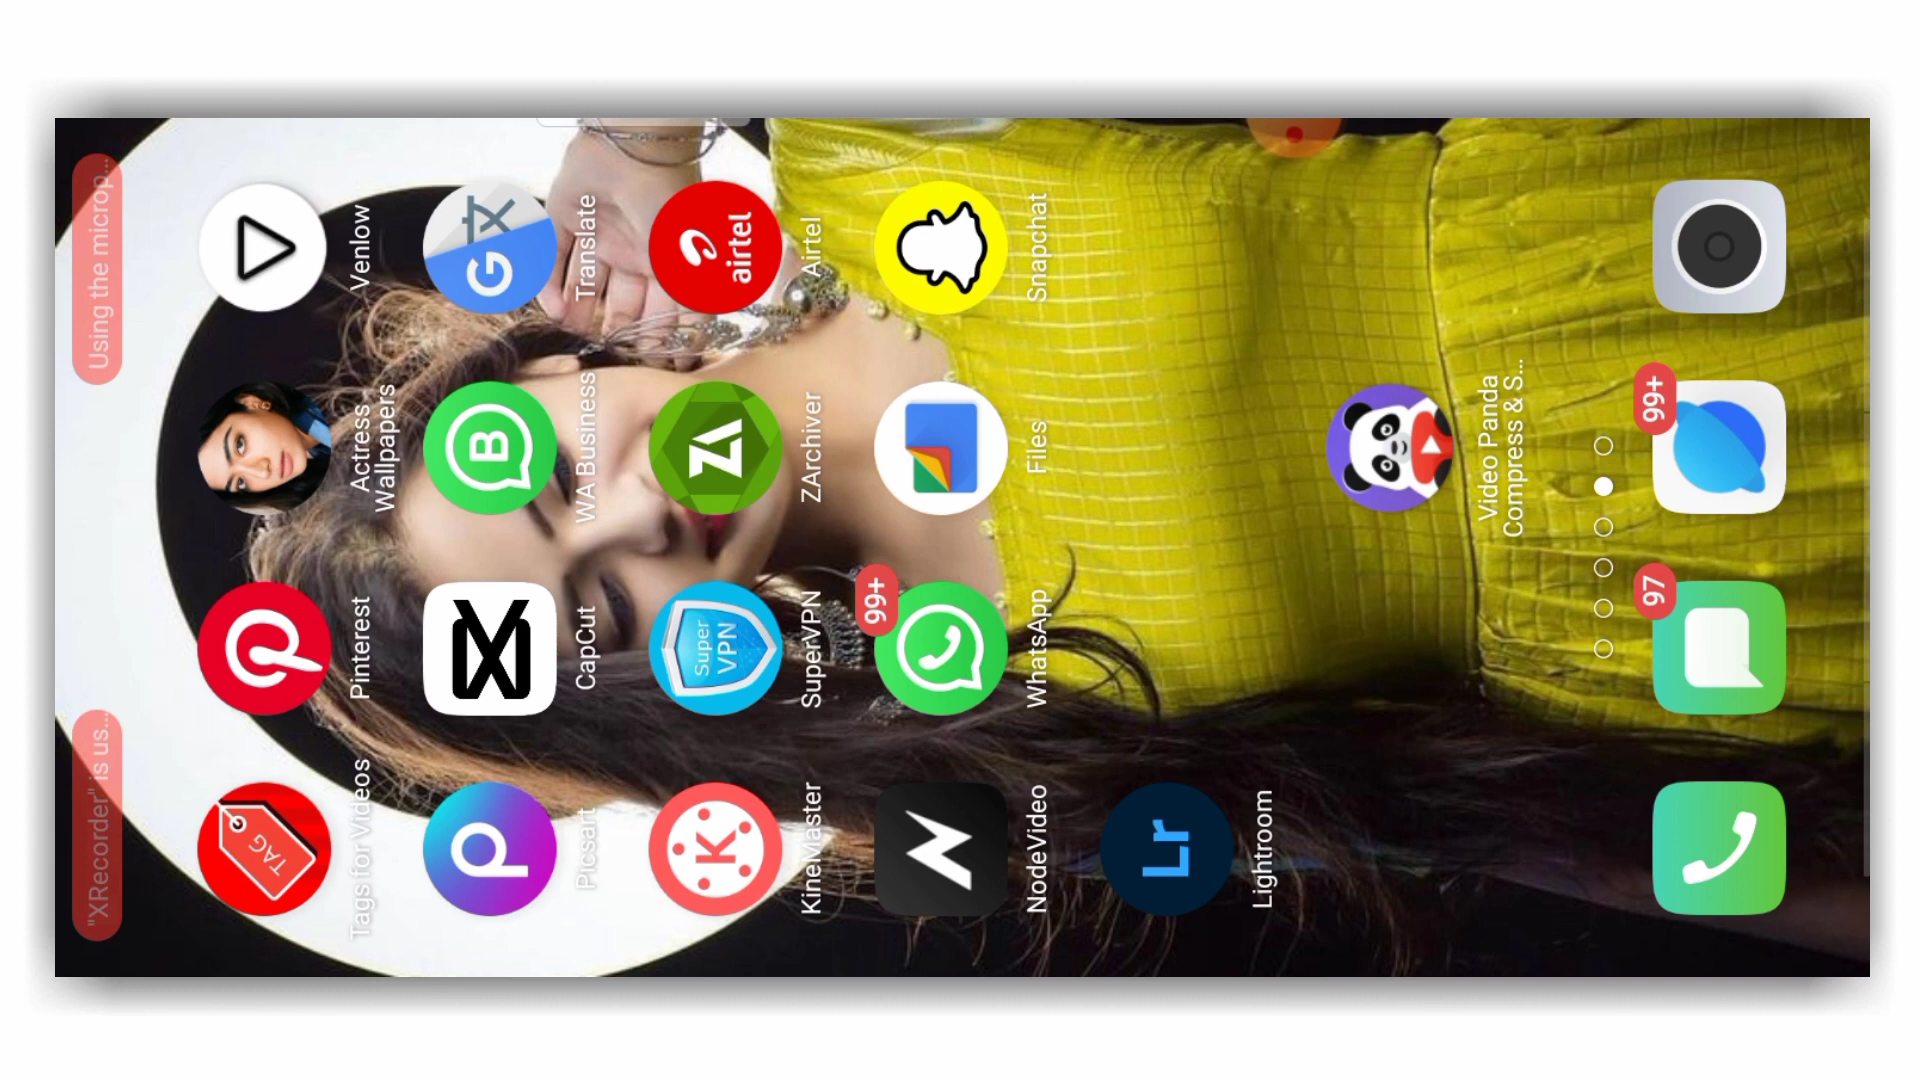 "XRecorder" is us...
Using the microp...
TAG
Tags for Videos
Pinterest
Actress
Wallpapers
Venlow
Picsart
CapCut
B
WA Business
G
Translate
K
KineMaster
Super
VPN
SuperVPN
ZA
ZArchiver
airtel
Airtel
N
NodeVideo
99+
WhatsApp
Files
Snapchat
Lr
Lightroom
Video Panda
Compress & S...
97
99+